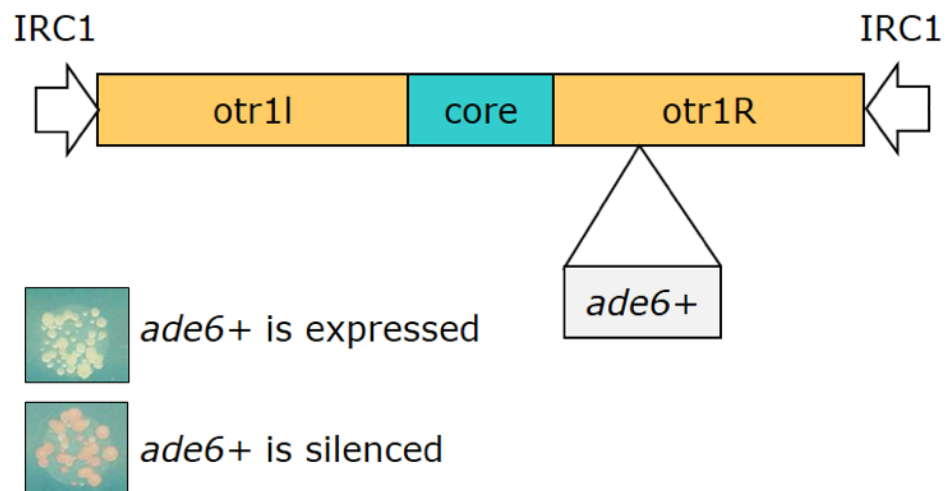 IRC1 IRC1
otr1l core otr1R
ade6+
ade6+ is expressed
ade6+ is silenced